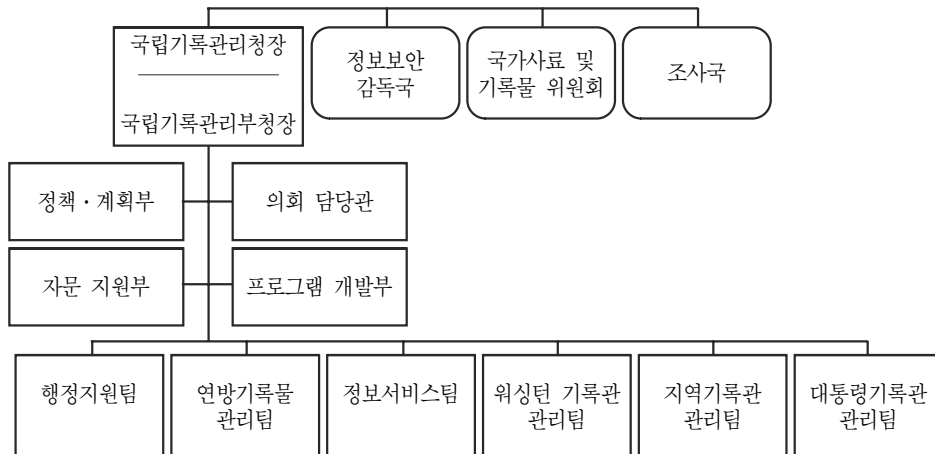 국립기록관리청장
국립기록관리부청장
정보보안
감독국
국가사료 및
기록물 위원회
조사국
정책·계획부
의회 담당관
자문 지원부
프로그램 개발부
행정지원팀
연방기록물
관리팀
정보서비스팀
워싱턴 기록관
관리팀
지역기록관
관리팀
대통령기록관
관리팀